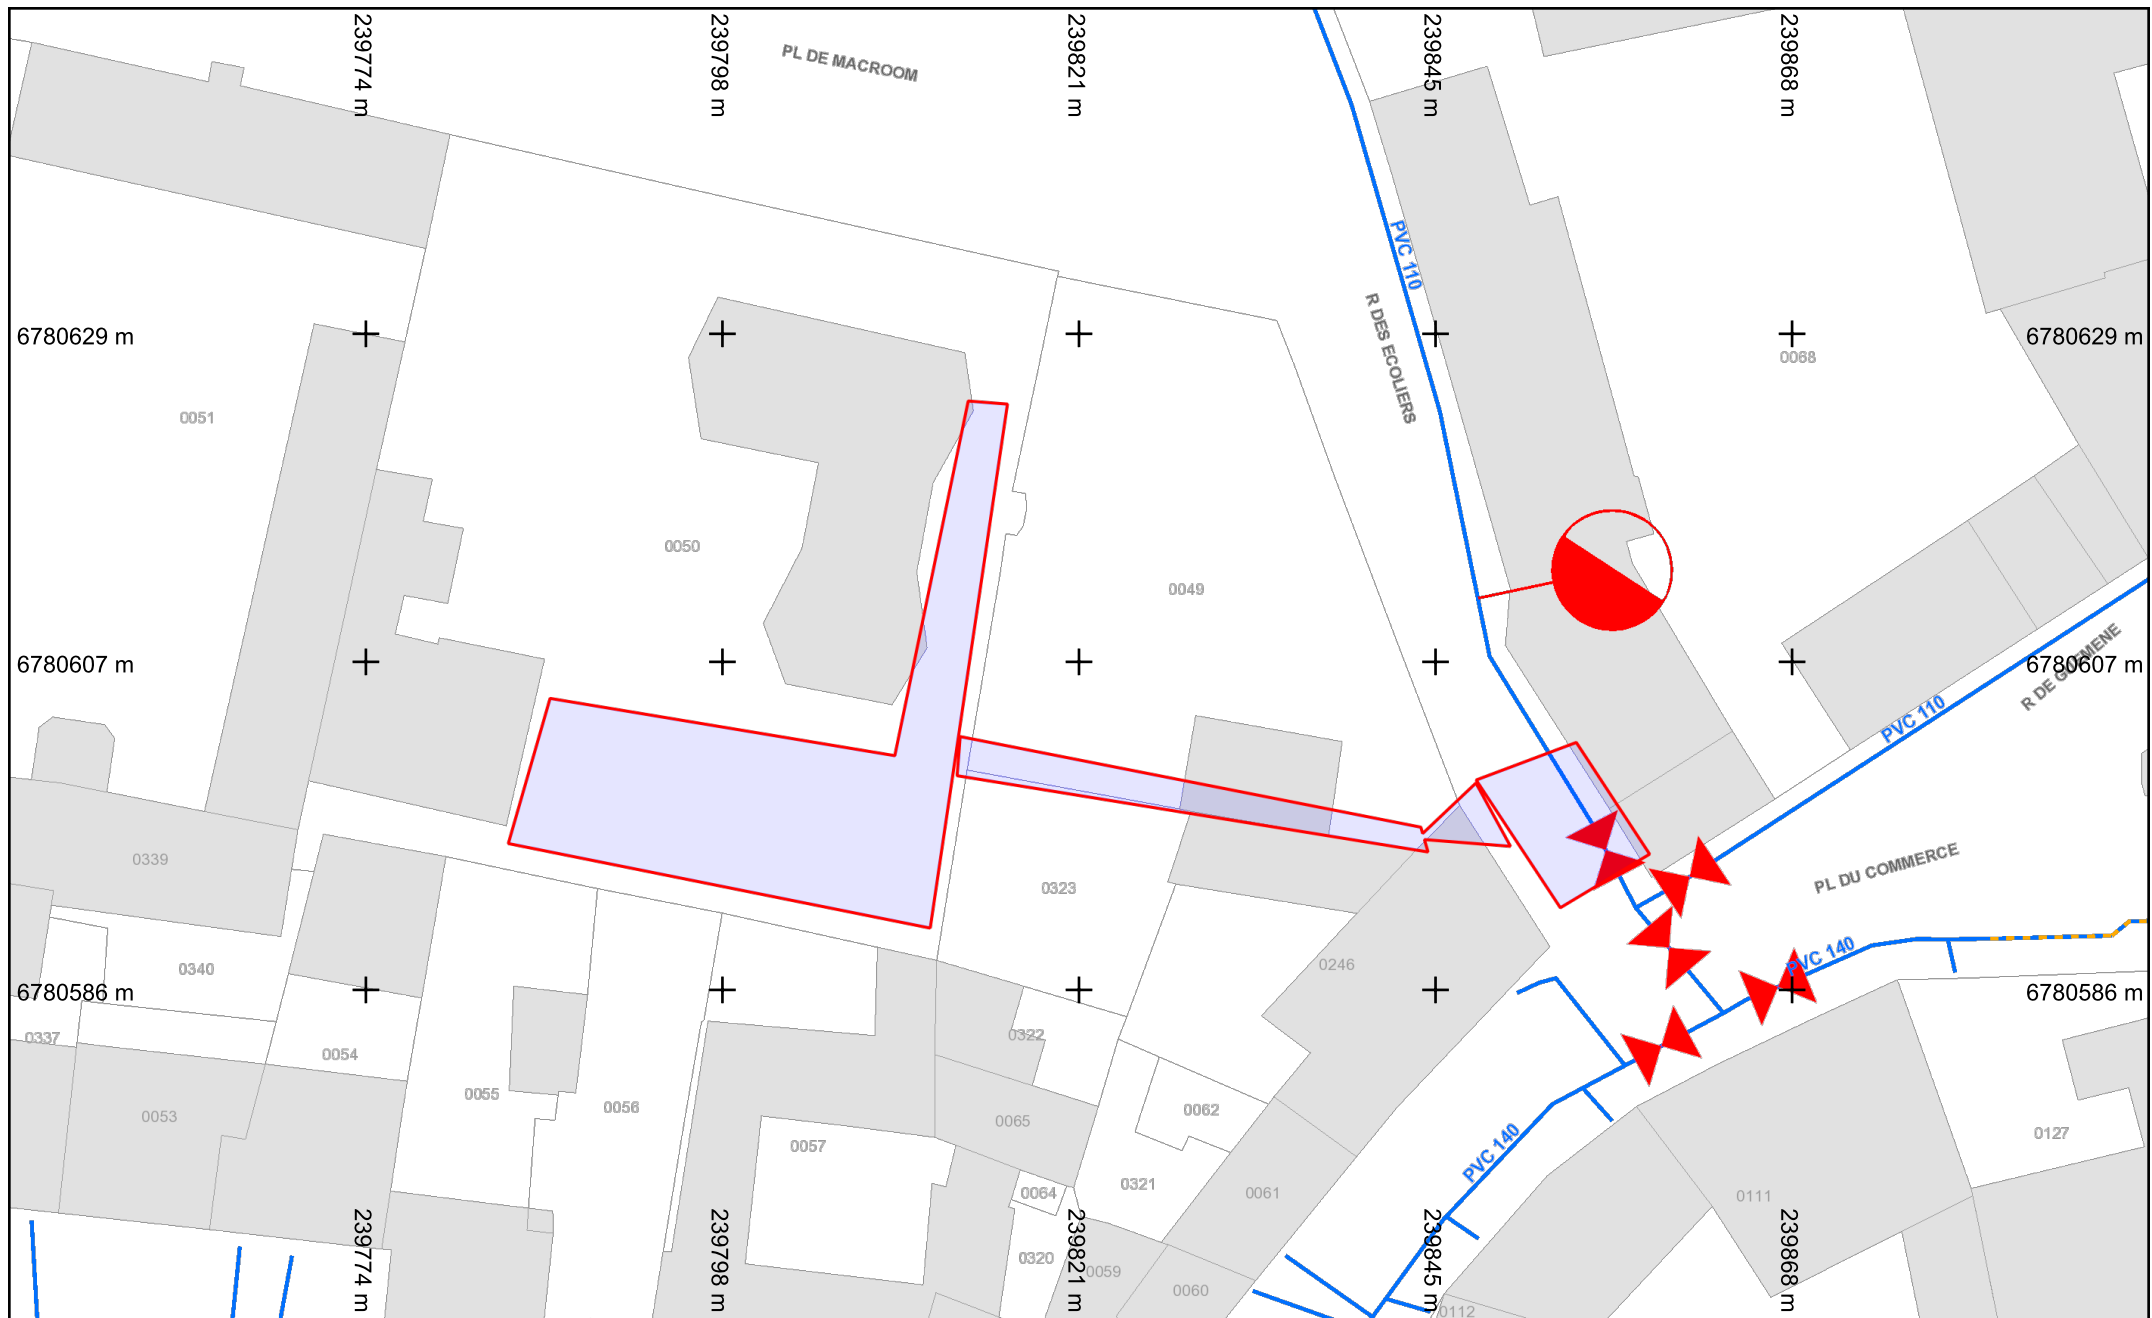 239774 m
239798 m
239821 m
239845 m
239868 m
PL DE MACROOM
PVC 110
R DES ECOLIERS
6780629 m
6780629 m
0068
0051
0050
0049
6780607 m
6780607 m
R DE GUEMENE
PVC 110
0339
PL DU COMMERCE
0323
PVC 140
0340
0246
6780586 m
6780586 m
0337
0322
0054
0055
0056
0053
0062
0065
0057
0127
PVC 140
0321
0064
0061
0111
0320
0059
0060
0112
239774 m
239798 m
239821 m
239845 m
239868 m